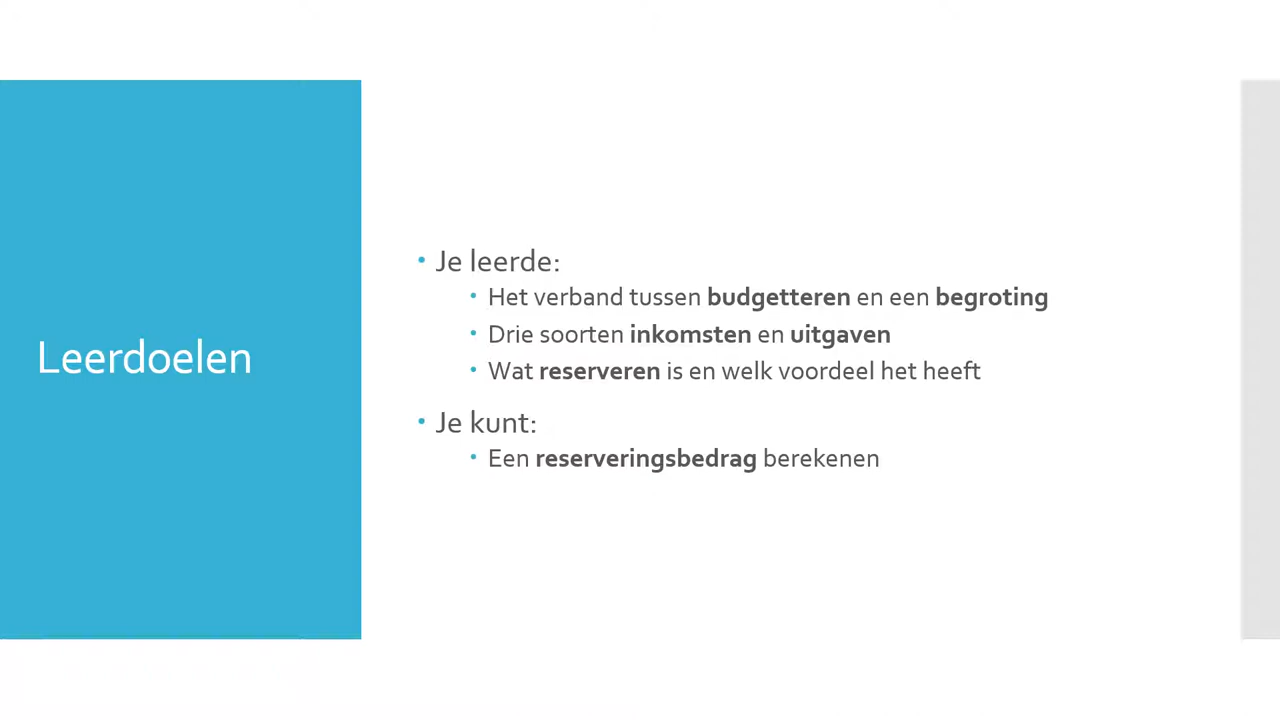 Leerdoelen
• Je leerde:
• Het verband tussen budgetteren en een begroting
• Drie soorten inkomsten en uitgaven
• Wat reserveren is en welk voordeel het heeft
• Je kunt:
• Een reserveringsbedrag berekenen